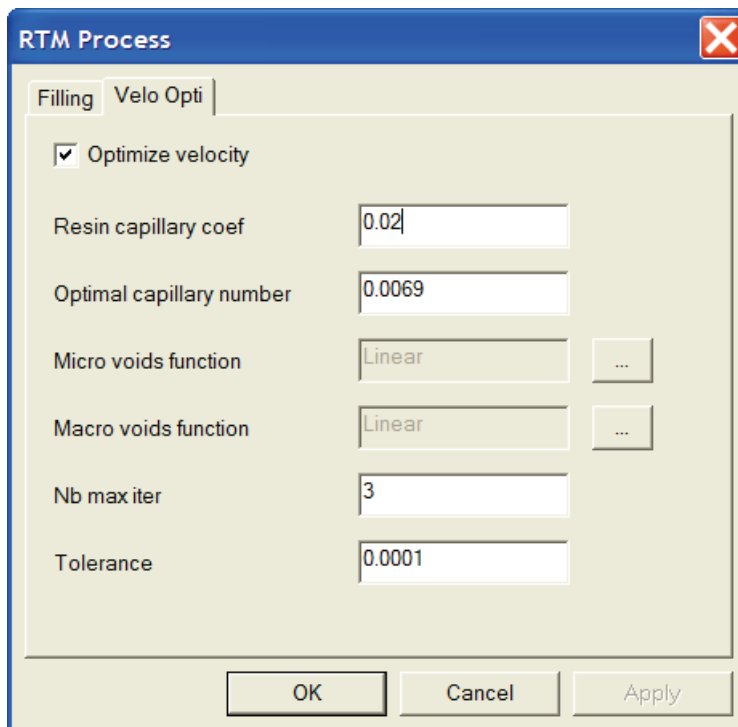 RTM Process
Filling Velo Opti
Optimize velocity
Resin capillary coef 0.02
Optimal capillary number 0.0069
Micro voids function Linear ...
Macro voids function Linear ...
Nb max iter 3
Tolerance 0.0001
OK Cancel Apply